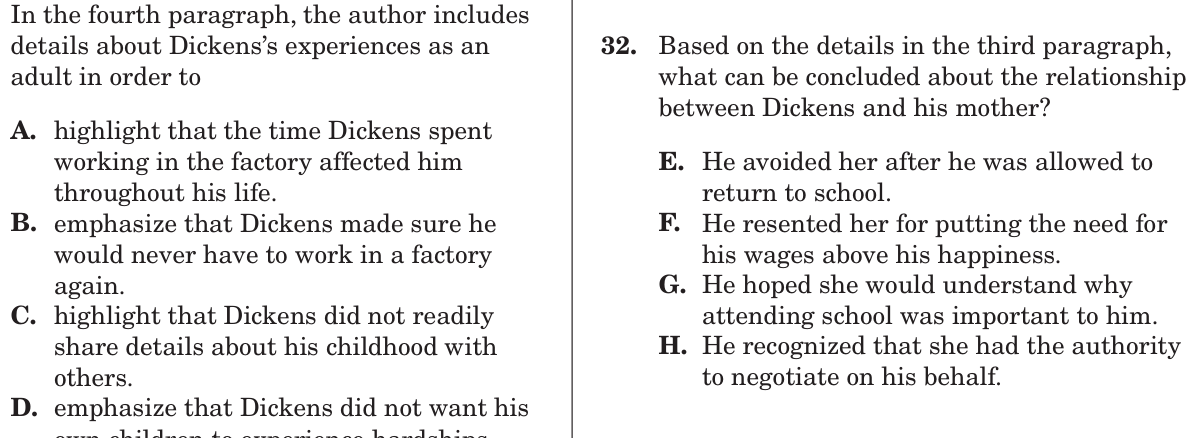 In the fourth paragraph, the author includes
details about Dickens’s experiences as an
adult in order to
A. highlight that the time Dickens spent
working in the factory affected him
throughout his life.
B. emphasize that Dickens made sure he
would never have to work in a factory
again.
C. highlight that Dickens did not readily
share details about his childhood with
others.
D. emphasize that Dickens did not want his
own children to experience hardships
32. Based on the details in the third paragraph,
what can be concluded about the relationship
between Dickens and his mother?
E. He avoided her after he was allowed to
return to school.
F. He resented her for putting the need for
his wages above his happiness.
G. He hoped she would understand why
attending school was important to him.
H. He recognized that she had the authority
to negotiate on his behalf.